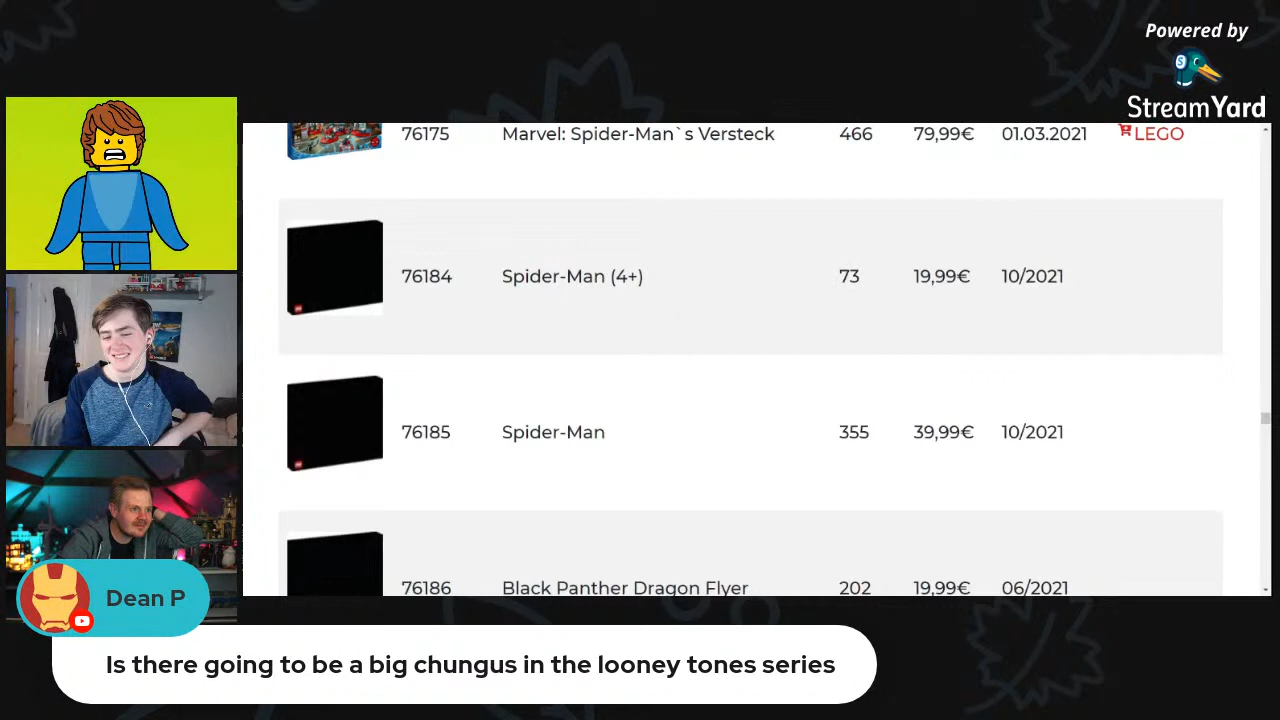 Powered by
StreamYard
76175 Marvel: Spider-Man`s Versteck 466 79,99€ 01.03.2021 LEGO
76184 Spider-Man (4+) 73 19,99€ 10/2021
76185 Spider-Man 355 39,99€ 10/2021
76186 Black Panther Dragon Flyer 202 19,99€ 06/2021
Dean P
Is there going to be a big chungus in the looney tones series